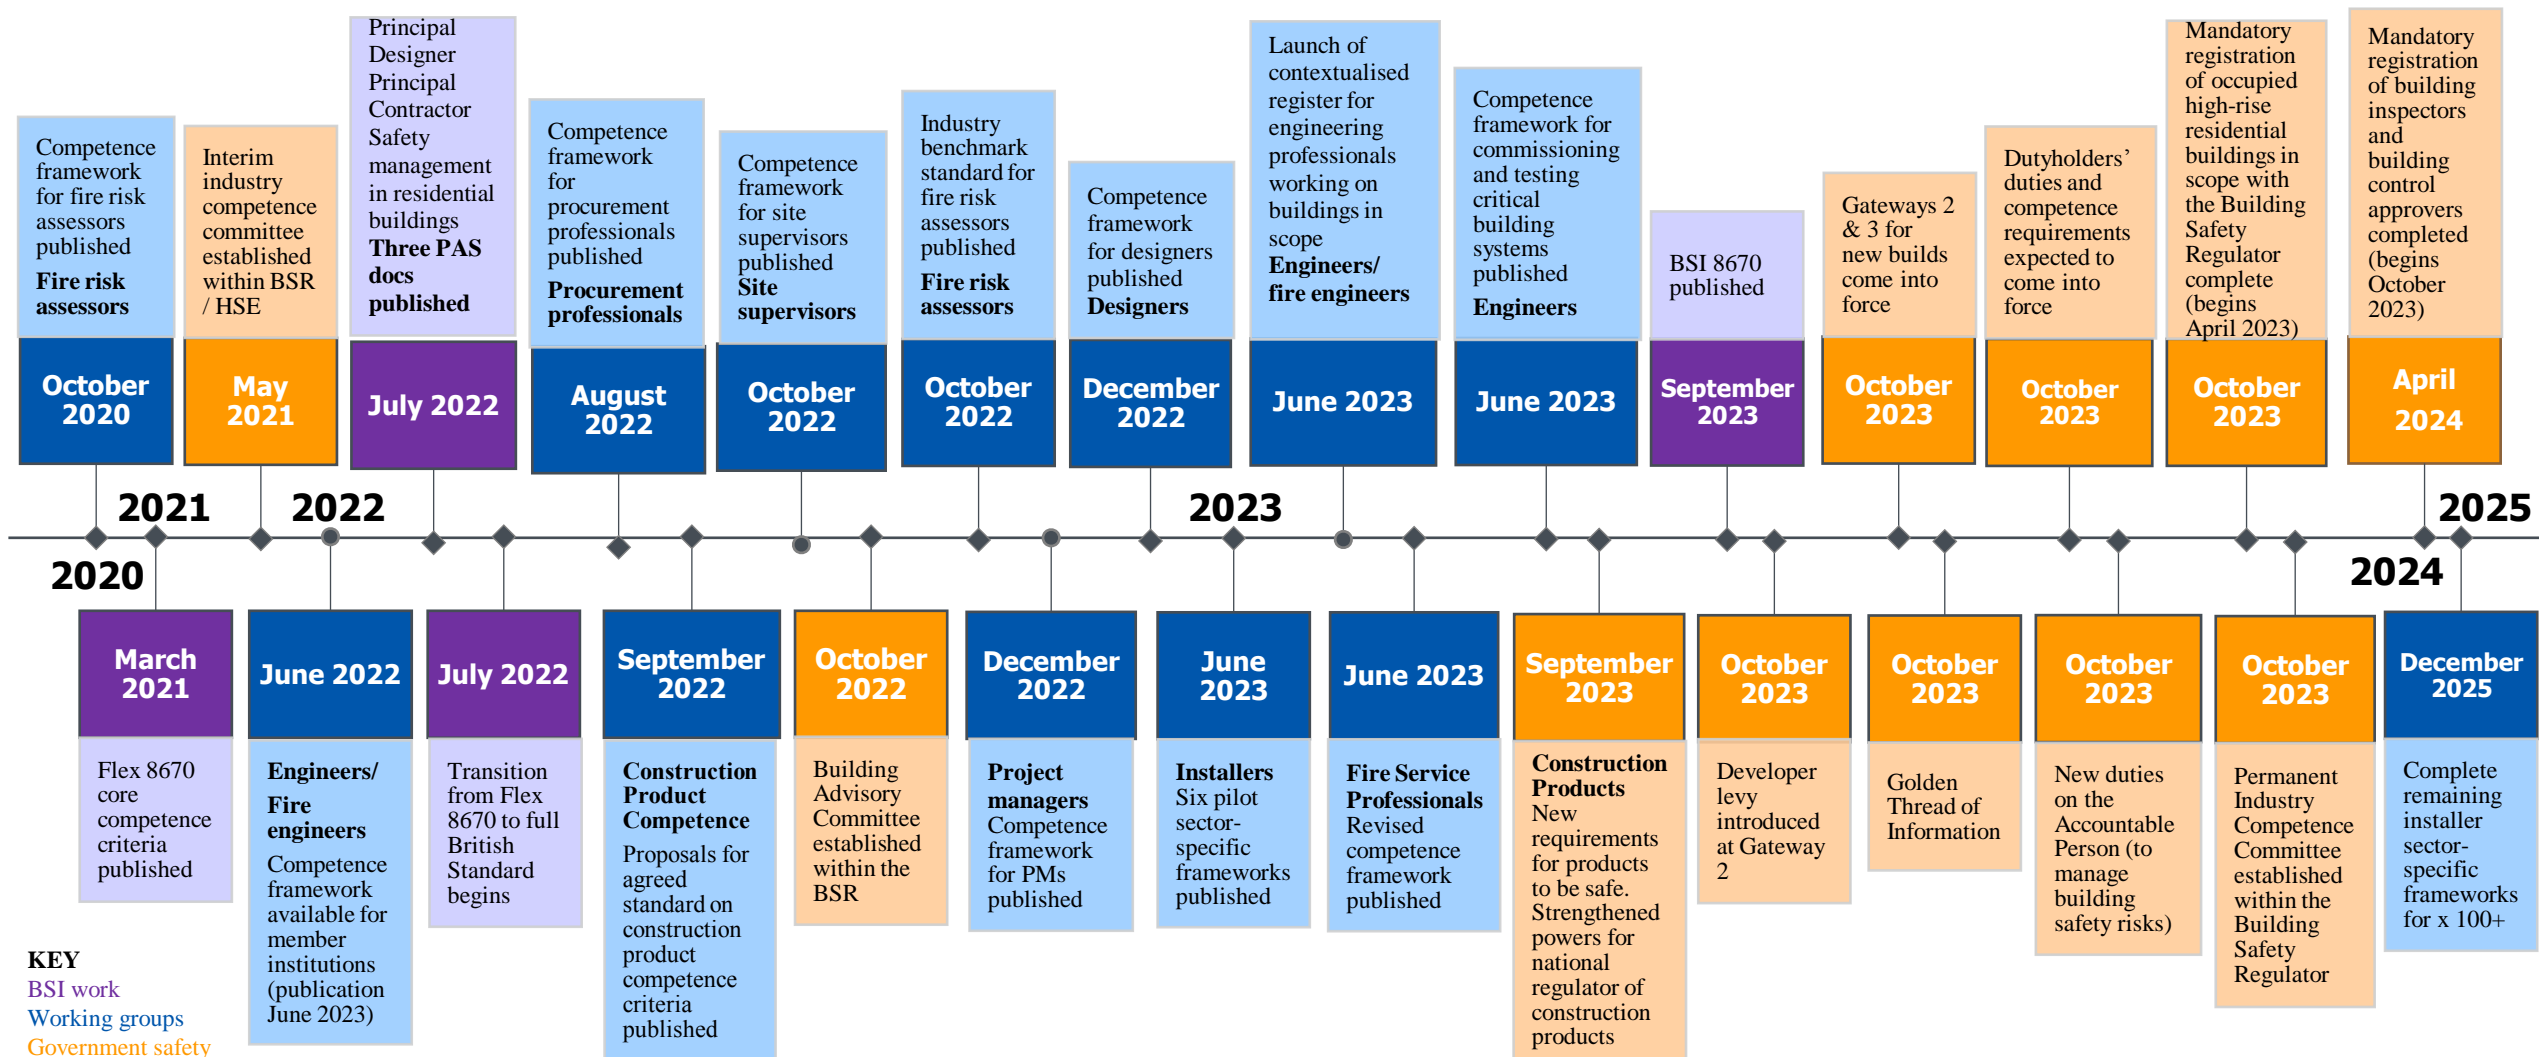 Competence
framework
for fire risk
assessors
published
Fire risk
assessors
October
2020
Interim
industry
competence
committee
established
within BSR
/ HSE
May
2021
Principal
Designer
Principal
Contractor
Safety
management
in residential
buildings
Three PAS
docs
published
July 2022
Competence
framework
for
procurement
professionals
published
Procurement
professionals
August
2022
Competence
framework
for site
supervisors
published
Site
supervisors
October
2022
Industry
benchmark
standard for
fire risk
assessors
published
Fire risk
assessors
October
2022
Competence
framework
for designers
published
Designers
December
2022
Launch of
contextualised
register for
engineering
professionals
working on
buildings in
scope
Engineers/
fire engineers
June 2023
Competence
framework for
commissioning
and testing
critical
building
systems
published
Engineers
June 2023
BSI 8670
published
September
2023
Gateways 2
& 3 for
new builds
come into
force
October
2023
Dutyholders’
duties and
competence
requirements
expected to
come into
force
October
2023
Mandatory
registration
of occupied
high-rise
residential
buildings in
scope with
the Building
Safety
Regulator
complete
(begins
April 2023)
October
2023
Mandatory
registration
of building
inspectors
and
building
control
approvers
completed
(begins
October
2023)
April
2024
2020
2021
2022
2023
2024
2025
March
2021
Flex 8670
core
competence
criteria
published
June 2022
Engineers/
Fire
engineers
Competence
framework
available for
member
institutions
(publication
June 2023)
July 2022
Transition
from Flex
8670 to full
British
Standard
begins
September
2022
Construction
Product
Competence
Proposals for
agreed
standard on
construction
product
competence
criteria
published
October
2022
Building
Advisory
Committee
established
within the
BSR
December
2022
Project
managers
Competence
framework
for PMs
published
June
2023
Installers
Six pilot
sector-
specific
frameworks
published
June 2023
Fire Service
Professionals
Revised
competence
framework
published
September
2023
Construction
Products
New
requirements
for products
to be safe.
Strengthened
powers for
national
regulator of
construction
products
October
2023
Developer
levy
introduced
at Gateway
2
October
2023
Golden
Thread of
Information
October
2023
New duties
on the
Accountable
Person (to
manage
building
safety risks)
October
2023
Permanent
Industry
Competence
Committee
established
within the
Building
Safety
Regulator
December
2025
Complete
remaining
installer
sector-
specific
frameworks
for x 100+
KEY
BSI work
Working groups
Government safety